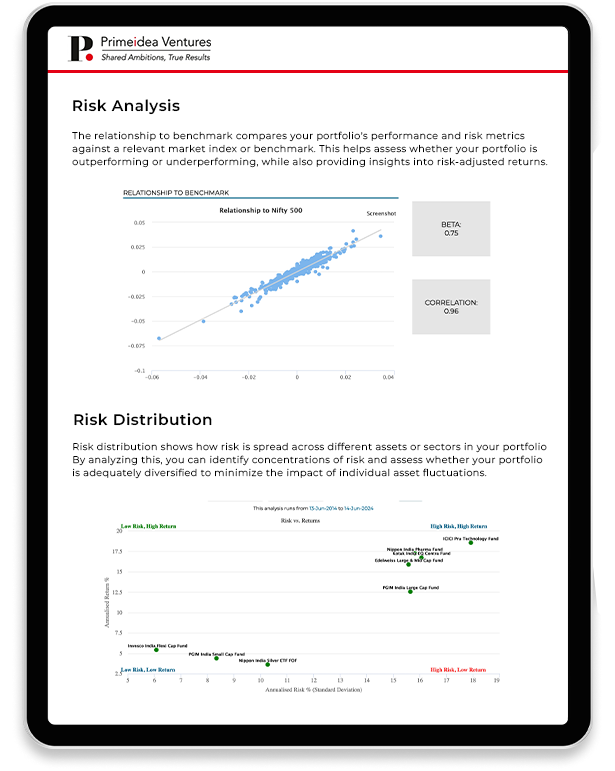 Primeidea Ventures
Shared Ambitions, True Results
Risk Analysis
The relationship to benchmark compares your portfolio's performance and risk metrics
against a relevant market index or benchmark. This helps assess whether your portfolio is
outperforming or underperforming, while also providing insights into risk-adjusted returns.
RELATIONSHIP TO BENCHMARK
Relationship to Nifty 500
Screenshot
0.05
0.025
0
-0.025
-0.05
-0.075
-0.1
-0.06 -0.04 -0.02 0 0.02 0.04
BETA:
0.75
CORRELATION:
0.96
Risk Distribution
Risk distribution shows how risk is spread across different assets or sectors in your portfolio
By analyzing this, you can identify concentrations of risk and assess whether your portfolio
is adequately diversified to minimize the impact of individual asset fluctuations.
This analysis runs from 13-Jun-2014 to 14-Jun-2024
Risk vs. Returns
Low Risk, High Return
High Risk, High Return
ICICI Pru Technology Fund
Nippon India Pharma Fund
Kotak India EQ Contra Fund
Edelweiss Large & Mid Cap Fund
PGIM India Large Cap Fund
Invesco India Flexi Cap Fund
PGIM India Small Cap Fund
Nippon India Silver ETF FOF
Low Risk, Low Return
High Risk, Low Return
Annualised Return %
20
17.5
15
12.5
10
7.5
5
2.5
5 6 7 8 9 10 11 12 13 14 15 16 17 18 19
Annualised Risk % (Standard Deviation)